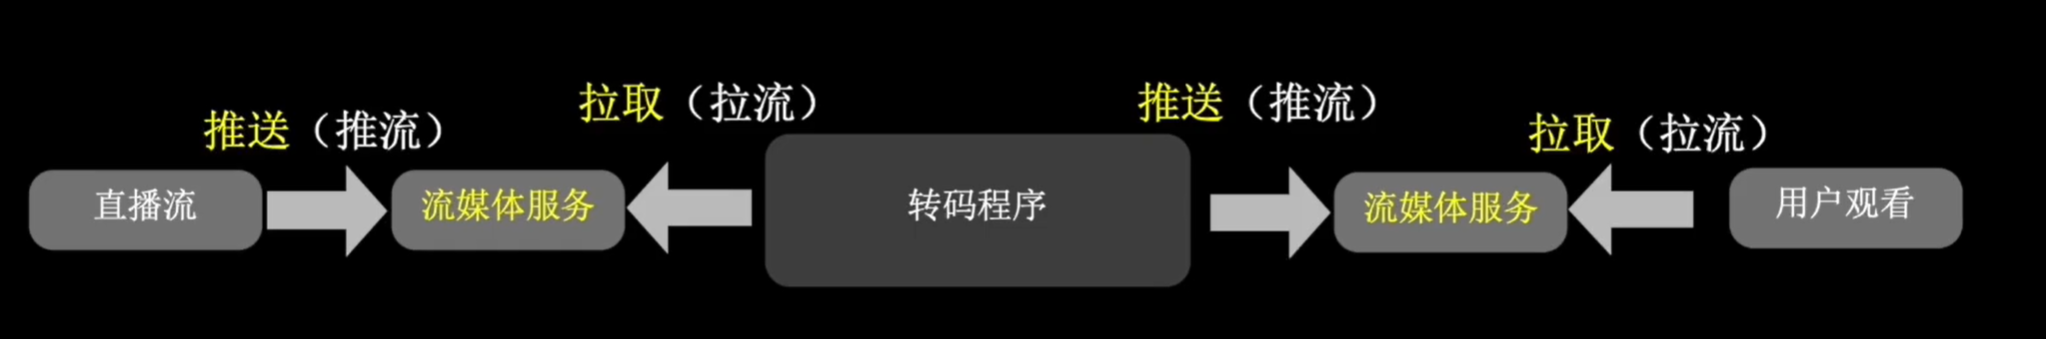 推送（推流）
拉取（拉流）
推送（推流）
拉取（拉流）
直播流
流媒体服务
转码程序
流媒体服务
用户观看